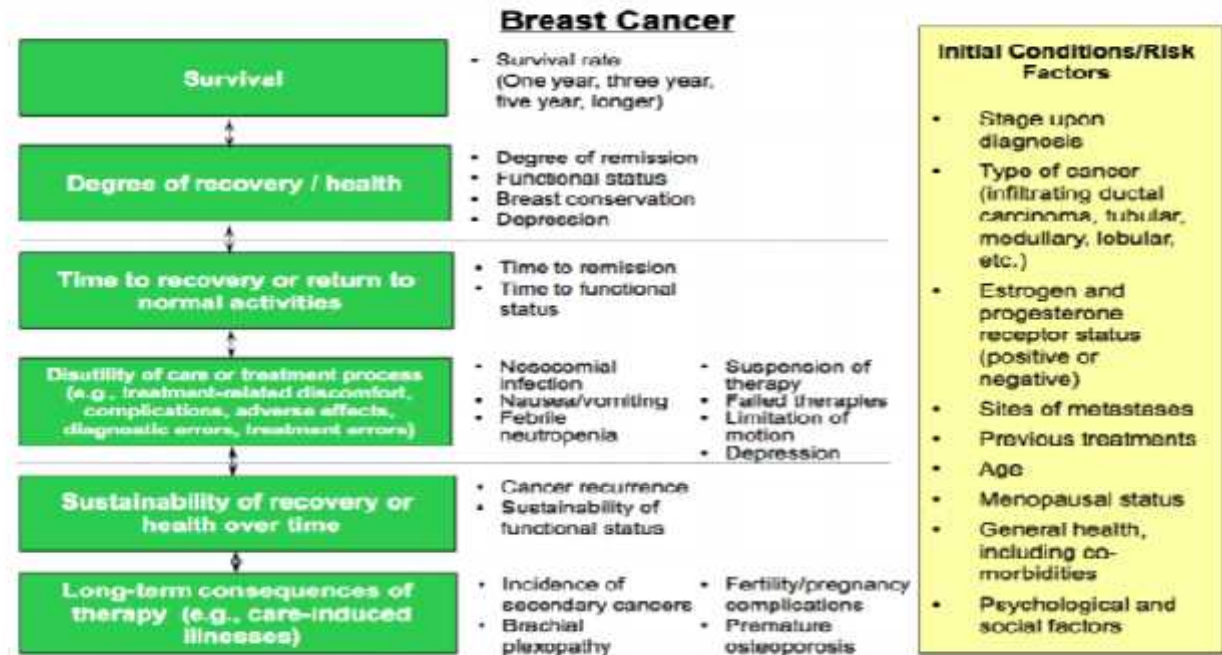 Breast Cancer
Survival
• Survival rate
(One year, three year,
five year, longer)
Degree of recovery / health
• Degree of remission
• Functional status
• Breast conservation
• Depression
Time to recovery or return to
normal activities
• Time to remission
• Time to functional
status
Disutility of care or treatment process
(e.g., treatment-related discomfort,
complications, adverse effects,
diagnostic errors, treatment errors)
• Nosocomial
infection
• Nausea/vomiting
• Febrile
neutropenia
• Suspension of
therapy
• Failed therapies
• Limitation of
motion
• Depression
Sustainability of recovery or
health over time
• Cancer recurrence
• Sustainability of
functional status
Long-term consequences of
therapy (e.g., care-induced
illnesses)
• Incidence of
secondary cancers
• Brachial
plexopathy
• Fertility/pregnancy
complications
• Premature
osteoporosis
Initial Conditions/Risk
Factors
• Stage upon
diagnosis
• Type of cancer
(infiltrating ductal
carcinoma, tubular,
medullary, lobular,
etc.)
• Estrogen and
progesterone
receptor status
(positive or
negative)
• Sites of metastases
• Previous treatments
• Age
• Menopausal status
• General health,
including co-
morbidities
• Psychological and
social factors